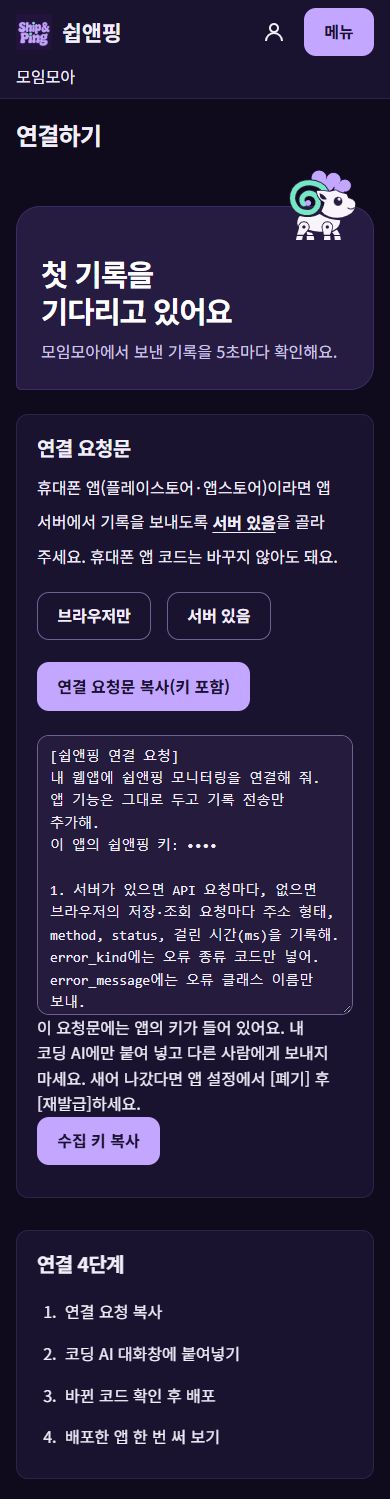 Ship&
Ping
쉽앤핑
메뉴
모임모아
연결하기
첫 기록을
기다리고 있어요
모임모아에서 보낸 기록을 5초마다 확인해요.
연결 요청문
휴대폰 앱(플레이스토어·앱스토어)이라면 앱
서버에서 기록을 보내도록 서버 있음을 골라
주세요. 휴대폰 앱 코드는 바꾸지 않아도 돼요.
브라우저만
서버 있음
연결 요청문 복사(키 포함)
[쉽앤핑 연결 요청]
내 웹앱에 쉽앤핑 모니터링을 연결해 줘.
앱 기능은 그대로 두고 기록 전송만
추가해.
이 앱의 쉽앤핑 키: ••••
1. 서버가 있으면 API 요청마다, 없으면
브라우저의 저장·조회 요청마다 주소 형태,
method, status, 걸린 시간(ms)을 기록해.
error_kind에는 오류 종류 코드만 넣어.
error_message에는 오류 클래스 이름만
보내.
이 요청문에는 앱의 키가 들어 있어요. 내
코딩 AI에만 붙여 넣고 다른 사람에게 보내지
마세요. 새어 나갔다면 앱 설정에서 [폐기] 후
[재발급]하세요.
수집 키 복사
연결 4단계
1. 연결 요청 복사
2. 코딩 AI 대화창에 붙여넣기
3. 바뀐 코드 확인 후 배포
4. 배포한 앱 한 번 써 보기